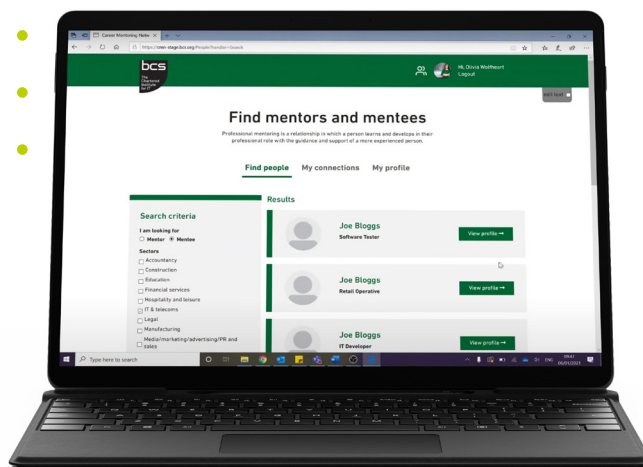 Career Mentoring Netw
https://cmn-stage.bcs.org/People?handler=Search
bcs
The
Chartered
Institute
for IT
Hi, Olivia Wolfheart
Logout
Find mentors and mentees
Professional mentoring is a relationship in which a person learns and develops in their
professional role with the guidance and support of a more experienced person.
Find people My connections My profile
Search criteria
I am looking for
Mentor Mentee
Sectors
Accountancy
Construction
Education
Financial services
Hospitality and leisure
IT & telecoms
Legal
Manufacturing
Media/marketing/advertising/PR and
sales
Results
Joe Bloggs
Software Tester
View profile →
Joe Bloggs
Retail Operative
View profile →
Joe Bloggs
IT Developer
View profile →
Type here to search
ENG
09:47
06/01/2021